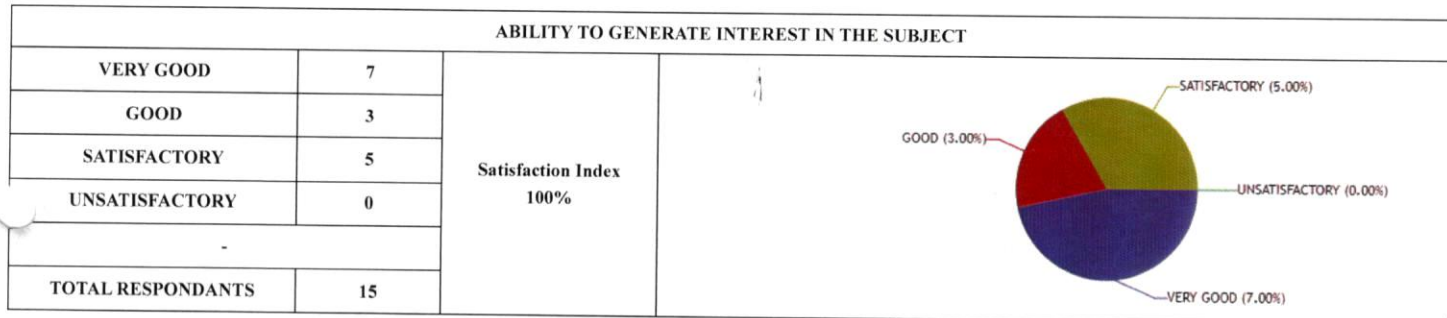 ABILITY TO GENERATE INTEREST IN THE SUBJECT
VERY GOOD 7
GOOD 3
SATISFACTORY 5
UNSATISFACTORY 0
-
TOTAL RESPONDANTS 15
Satisfaction Index
100%
SATISFACTORY (5.00%)
GOOD (3.00%)
UNSATISFACTORY (0.00%)
VERY GOOD (7.00%)